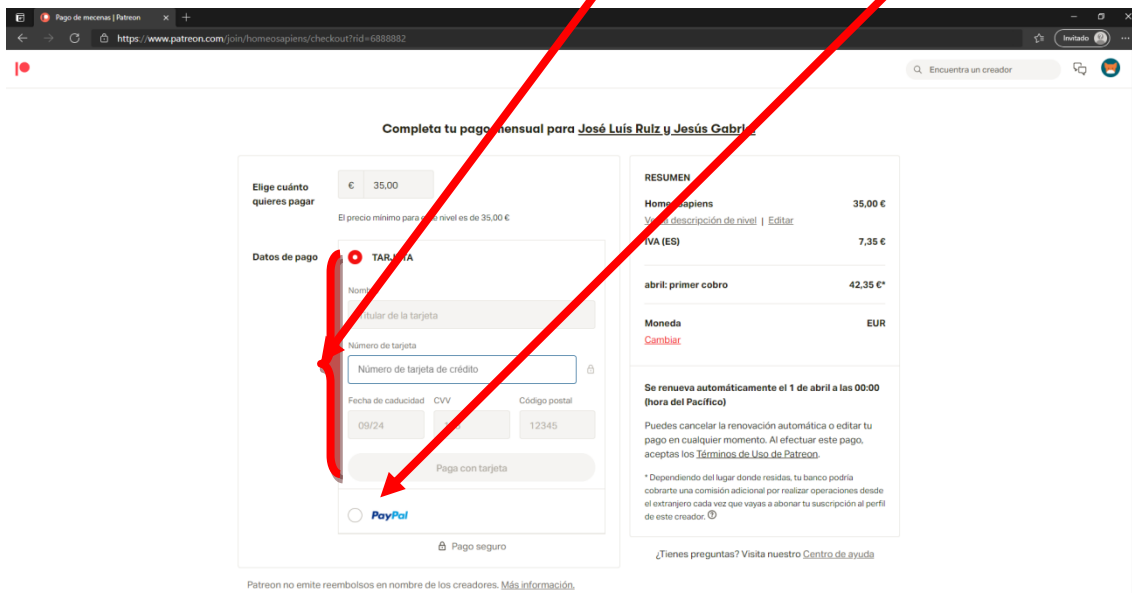 Pago de mecenas | Patreon
https://www.patreon.com/join/homeosapiens/checkout?rid=6888882
Invitado
Encuentra un creador
Completa tu pago mensual para José Luís Ruiz y Jesús Gabriel
Elige cuánto
quieres pagar
€ 35,00
El precio mínimo para este nivel es de 35,00 €
Datos de pago
TARJETA
Nombre
Titular de la tarjeta
Número de tarjeta
Número de tarjeta de crédito
Fecha de caducidad CVV Código postal
09/24 12345
Paga con tarjeta
PayPal
Pago seguro
Patreon no emite reembolsos en nombre de los creadores. Más información.
RESUMEN
Homeosapiens 35,00 €
descripción de nivel | Editar
IVA (ES) 7,35 €
abril: primer cobro 42,35 €*
Moneda EUR
Cambiar
Se renueva automáticamente el 1 de abril a las 00:00
(hora del Pacífico)
Puedes cancelar la renovación automática o editar tu
pago en cualquier momento. Al efectuar este pago,
aceptas los Términos de Uso de Patreon.
* Dependiendo del lugar donde residas, tu banco podría
cobrarte una comisión adicional por realizar operaciones desde
el extranjero cada vez que vayas a abonar tu suscripción al perfil
de este creador.
¿Tienes preguntas? Visita nuestro Centro de ayuda